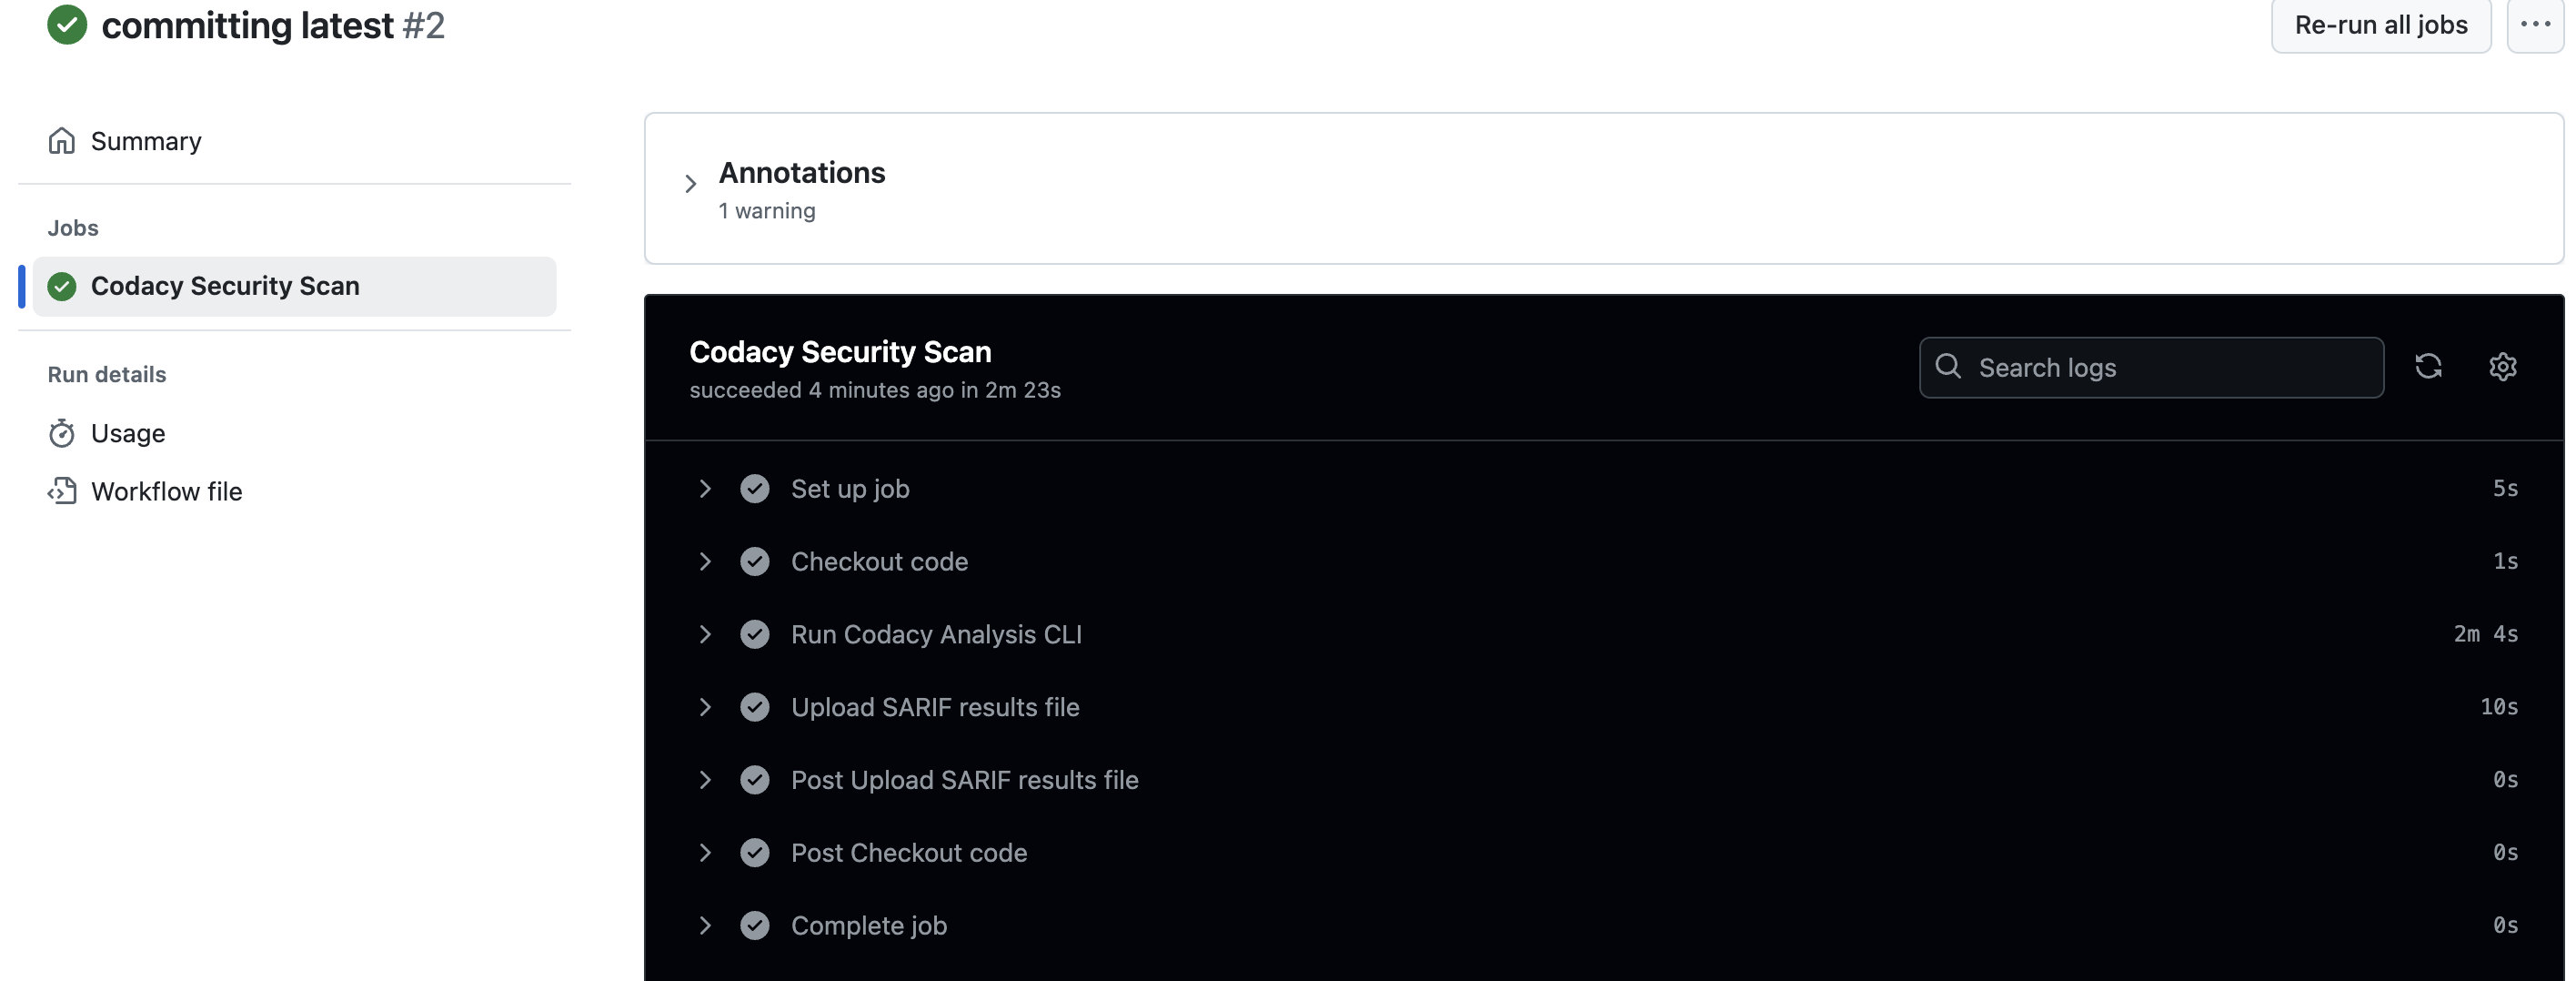 committing latest #2
Re-run all jobs
Summary
Jobs
Codacy Security Scan
Run details
Usage
Workflow file
Annotations
1 warning
Codacy Security Scan
succeeded 4 minutes ago in 2m 23s
Search logs
Set up job 5s
Checkout code 1s
Run Codacy Analysis CLI 2m 4s
Upload SARIF results file 10s
Post Upload SARIF results file 0s
Post Checkout code 0s
Complete job 0s